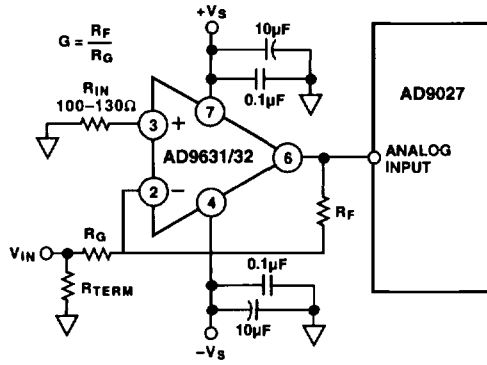 +VS
G = RF
RG
10μF
0.1μF
RIN
100–130Ω
3
+
7
AD9631/32
6
AD9027
ANALOG
INPUT
2
–
4
RF
VIN
RG
RTERM
0.1μF
10μF
–VS